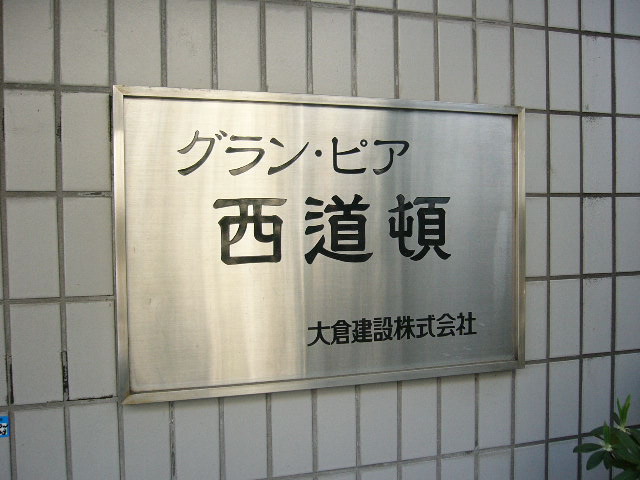 グラン・ピア
西道頓
大倉建設株式会社